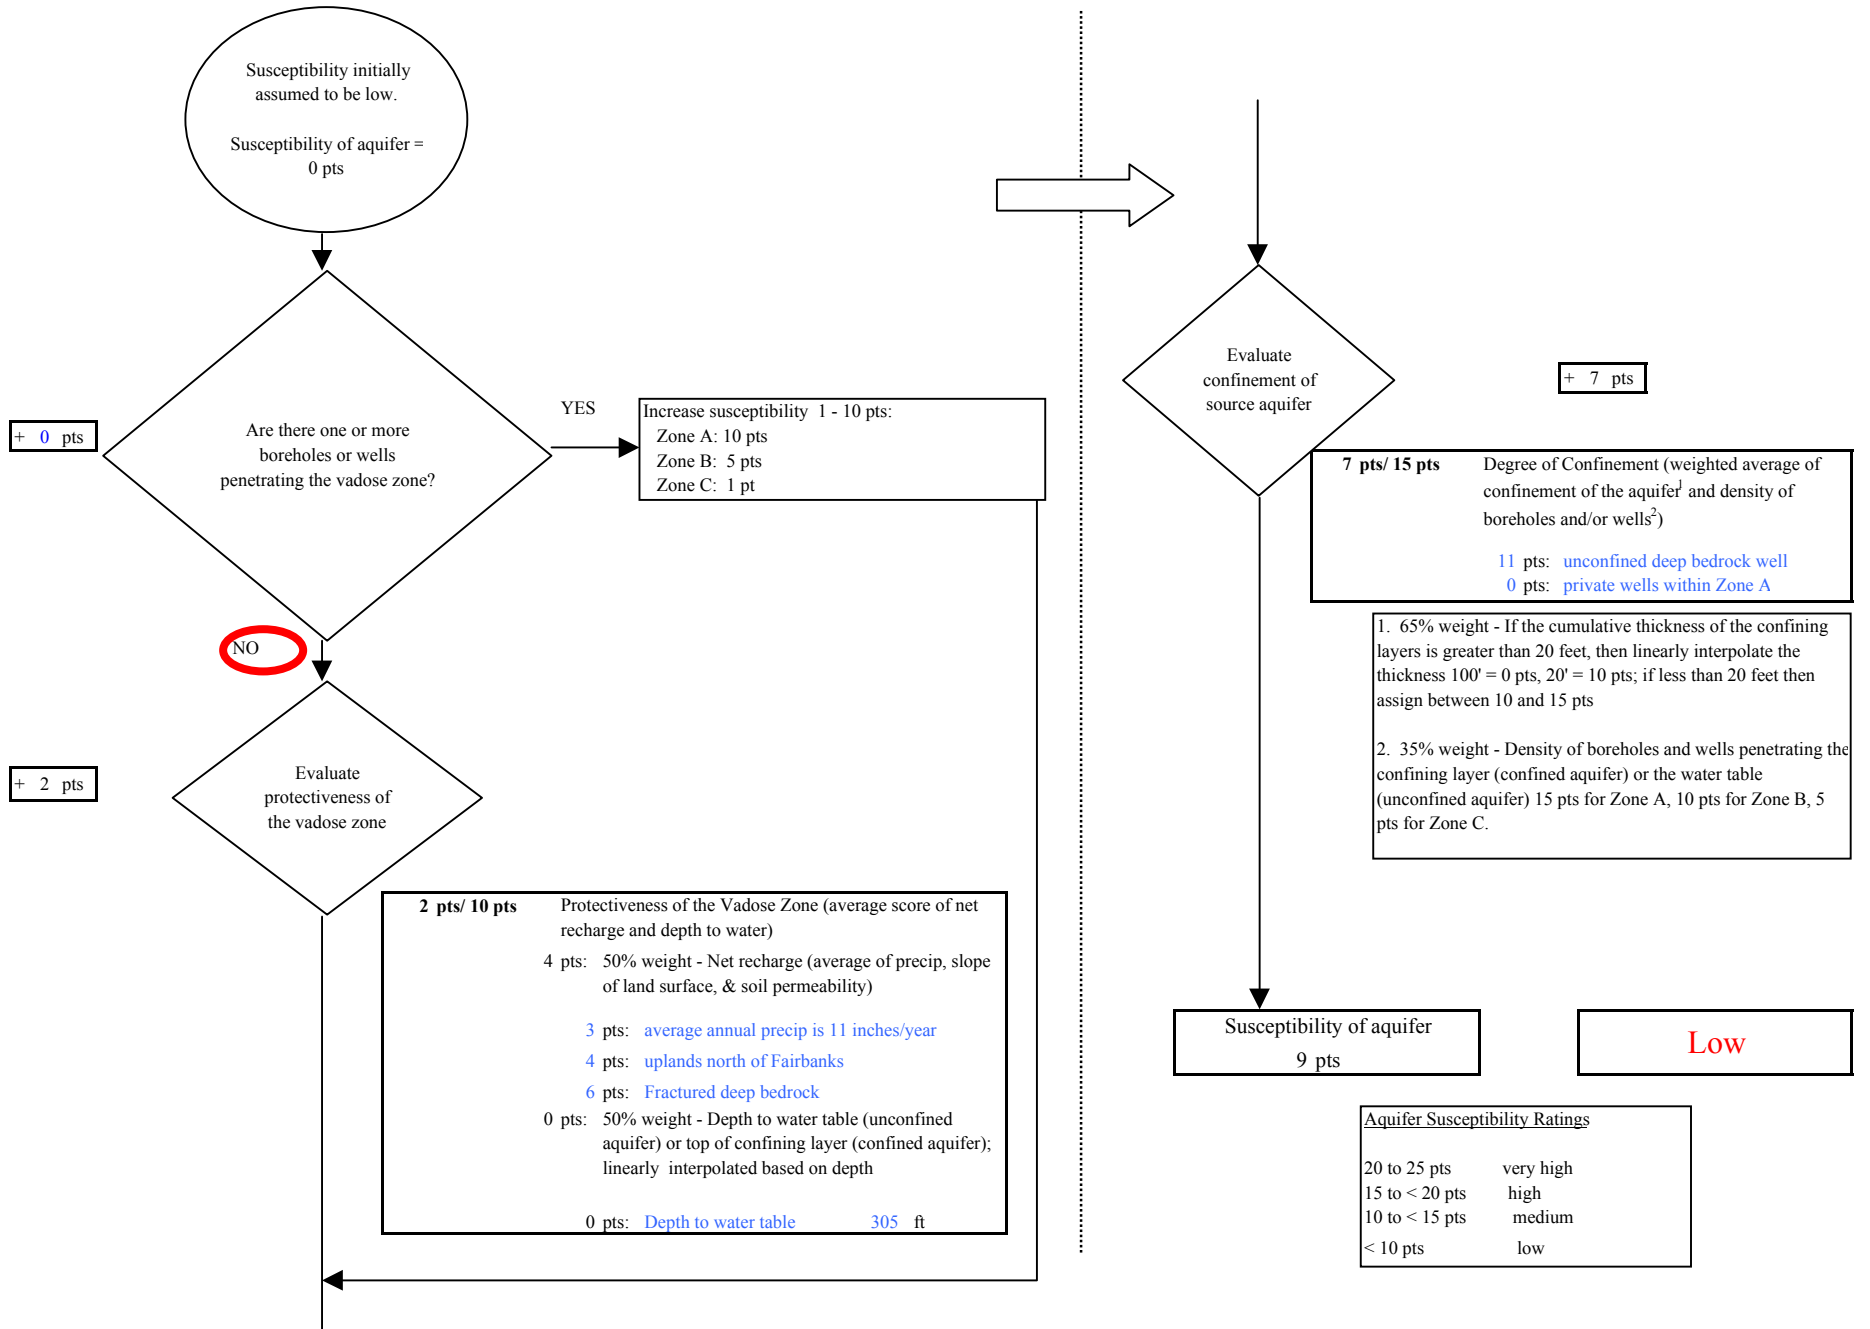 Susceptibility initially
assumed to be low.
Susceptibility of aquifer =
0 pts
+ 0 pts
Are there one or more
boreholes or wells
penetrating the vadose zone?
YES
Increase susceptibility 1 - 10 pts:
Zone A: 10 pts
Zone B: 5 pts
Zone C: 1 pt
NO
+ 2 pts
Evaluate
protectiveness of
the vadose zone
2 pts/ 10 pts Protectiveness of the Vadose Zone (average score of net
recharge and depth to water)
4 pts: 50% weight - Net recharge (average of precip, slope
of land surface, & soil permeability)
3 pts: average annual precip is 11 inches/year
4 pts: uplands north of Fairbanks
6 pts: Fractured deep bedrock
0 pts: 50% weight - Depth to water table (unconfined
aquifer) or top of confining layer (confined aquifer);
linearly interpolated based on depth
0 pts: Depth to water table 305 ft
Evaluate
confinement of
source aquifer
+ 7 pts
7 pts/ 15 pts Degree of Confinement (weighted average of
confinement of the aquifer1 and density of
boreholes and/or wells2)
11 pts: unconfined deep bedrock well
0 pts: private wells within Zone A
1. 65% weight - If the cumulative thickness of the confining
layers is greater than 20 feet, then linearly interpolate the
thickness 100' = 0 pts, 20' = 10 pts; if less than 20 feet then
assign between 10 and 15 pts
2. 35% weight - Density of boreholes and wells penetrating the
confining layer (confined aquifer) or the water table
(unconfined aquifer) 15 pts for Zone A, 10 pts for Zone B, 5
pts for Zone C.
Susceptibility of aquifer
9 pts
Low
Aquifer Susceptibility Ratings
20 to 25 pts very high
15 to < 20 pts high
10 to < 15 pts medium
< 10 pts low